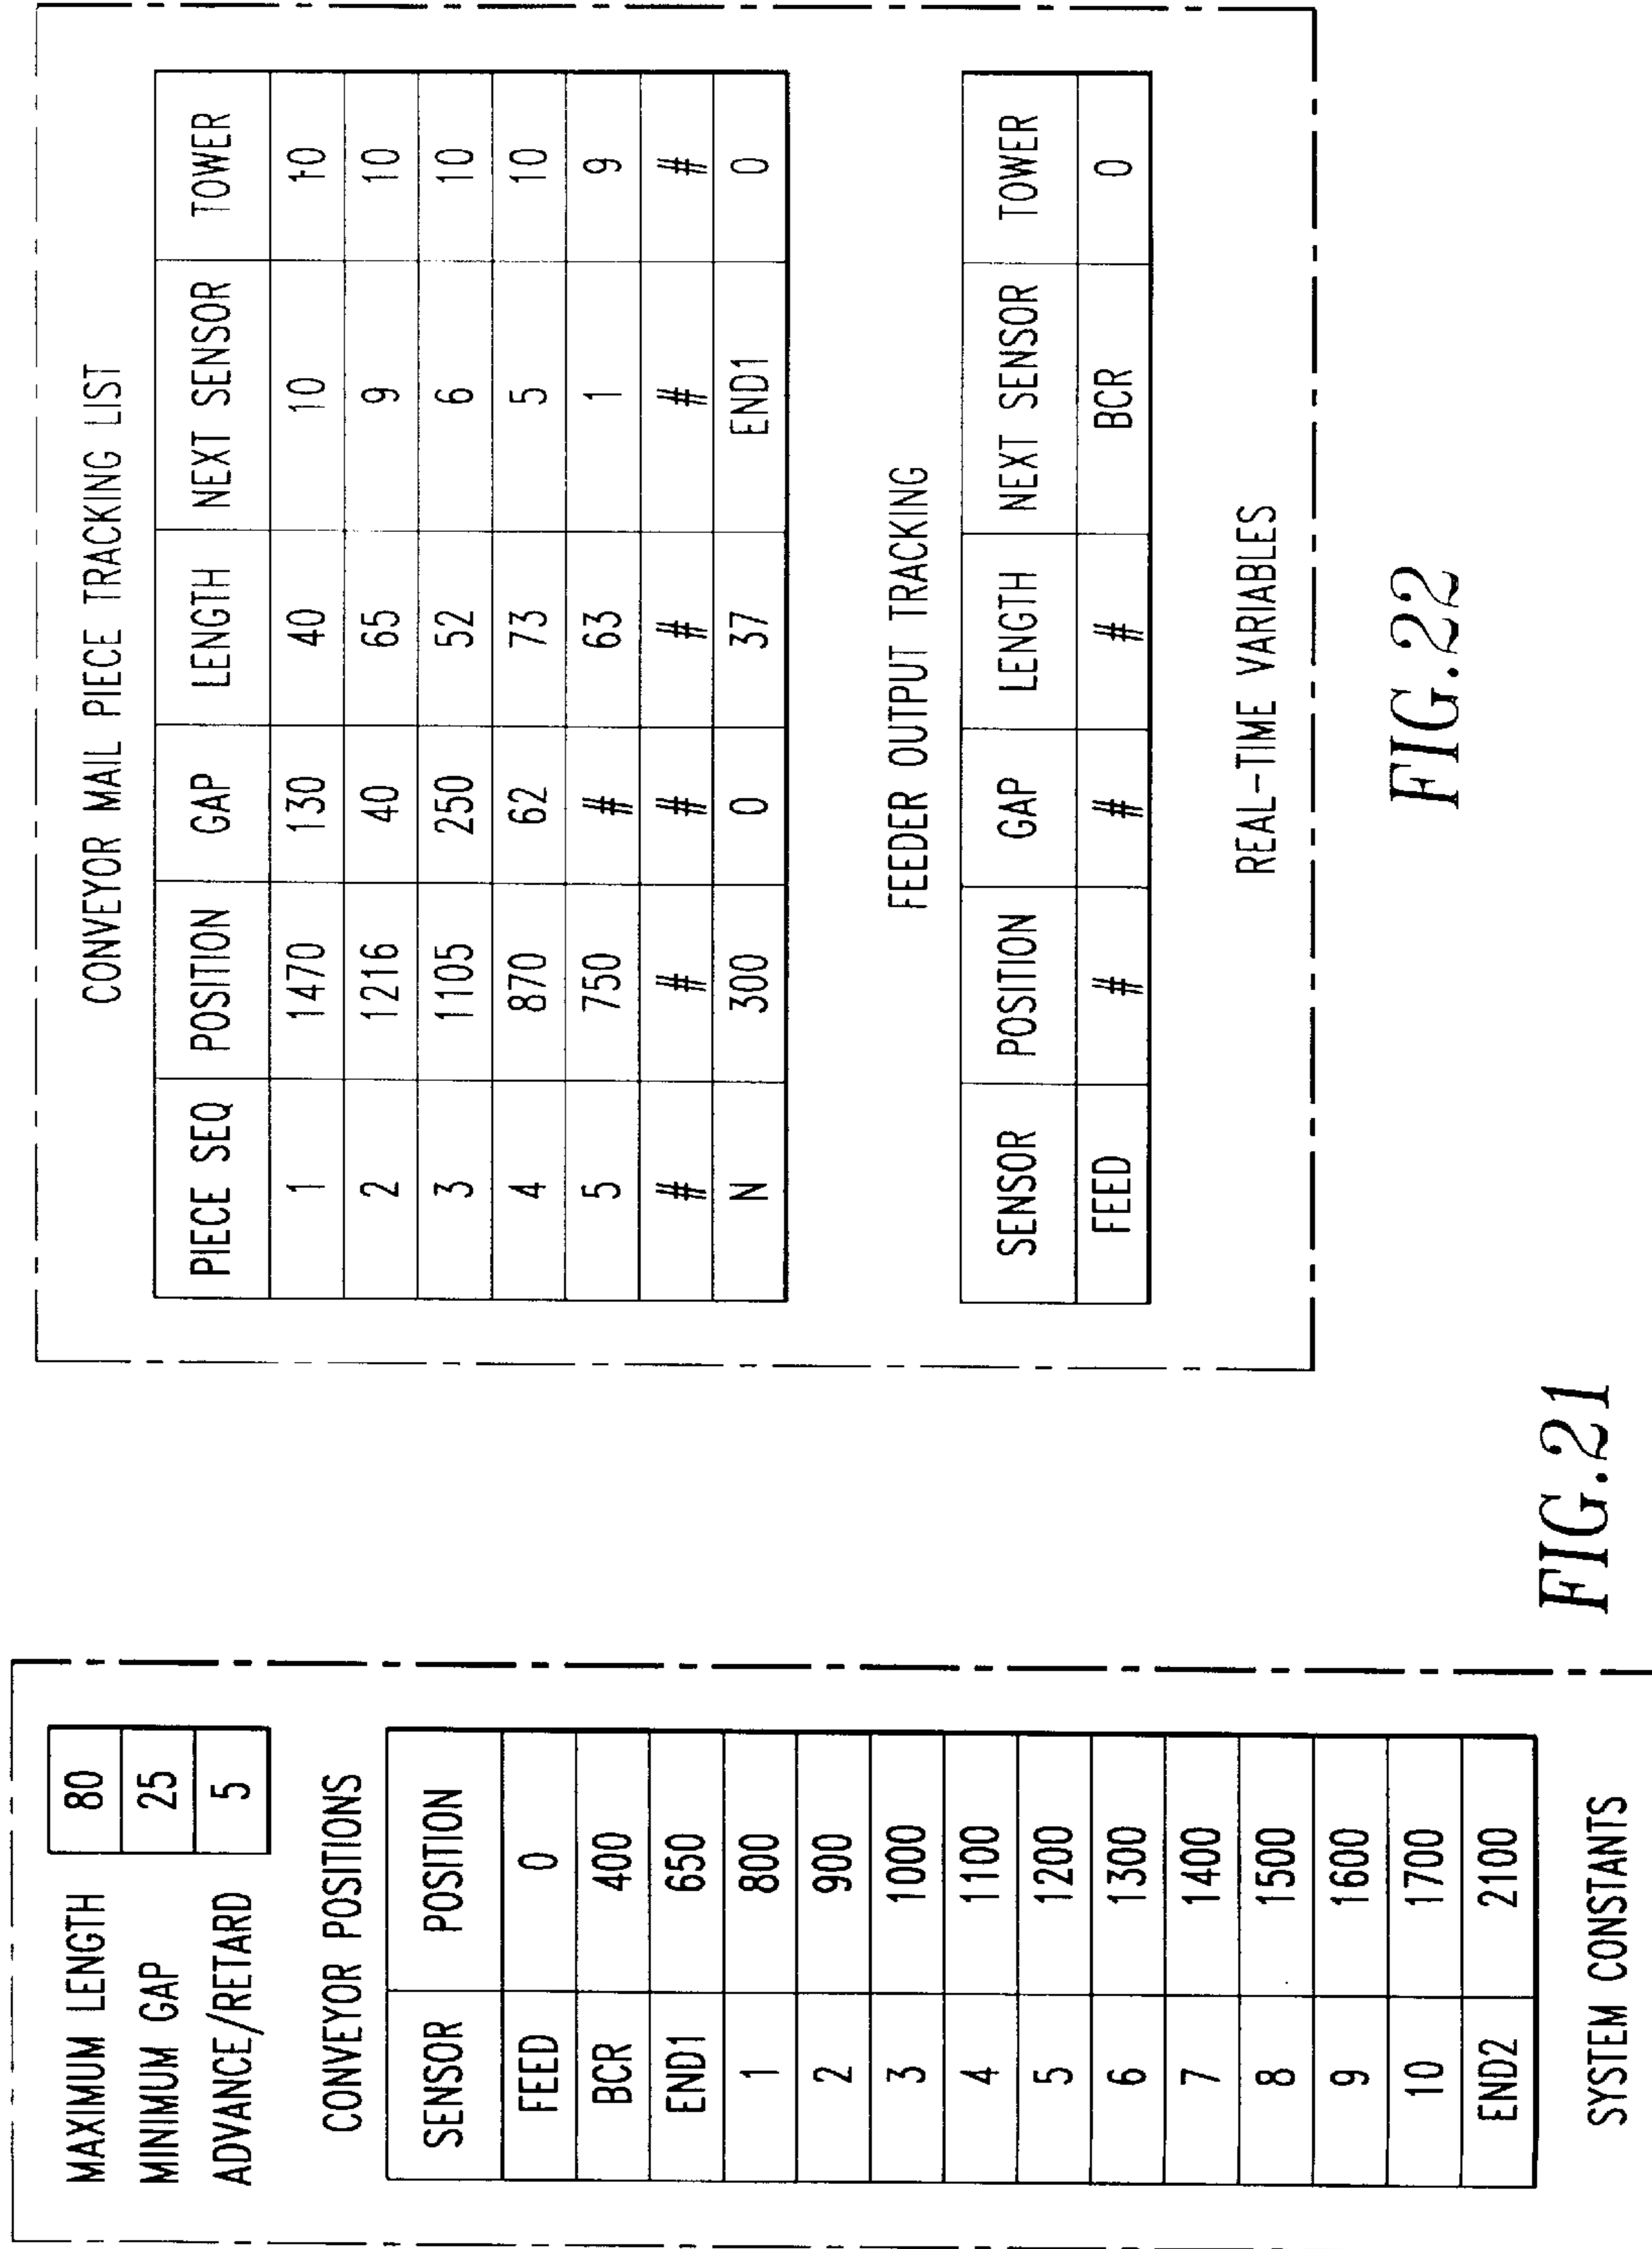 MAXIMUM LENGTH 80
MINIMUM GAP 25
ADVANCE/RETARD 5
CONVEYOR POSITIONS
SENSOR POSITION
FEED 0
BCR 400
END1 650
1 800
2 900
3 1000
4 1100
5 1200
6 1300
7 1400
8 1500
9 1600
10 1700
END2 2100
SYSTEM CONSTANTS
FIG.21
CONVEYOR MAIL PIECE TRACKING LIST
PIECE SEQ POSITION GAP LENGTH NEXT SENSOR TOWER
1 1470 130 40 10 10
2 1216 40 65 9 10
3 1105 250 52 6 10
4 870 62 73 5 10
5 750 # 63 1 9
# # # # # #
N 300 0 37 END1 0
FEEDER OUTPUT TRACKING
SENSOR POSITION GAP LENGTH NEXT SENSOR TOWER
FEED # # # BCR 0
REAL-TIME VARIABLES
FIG.22